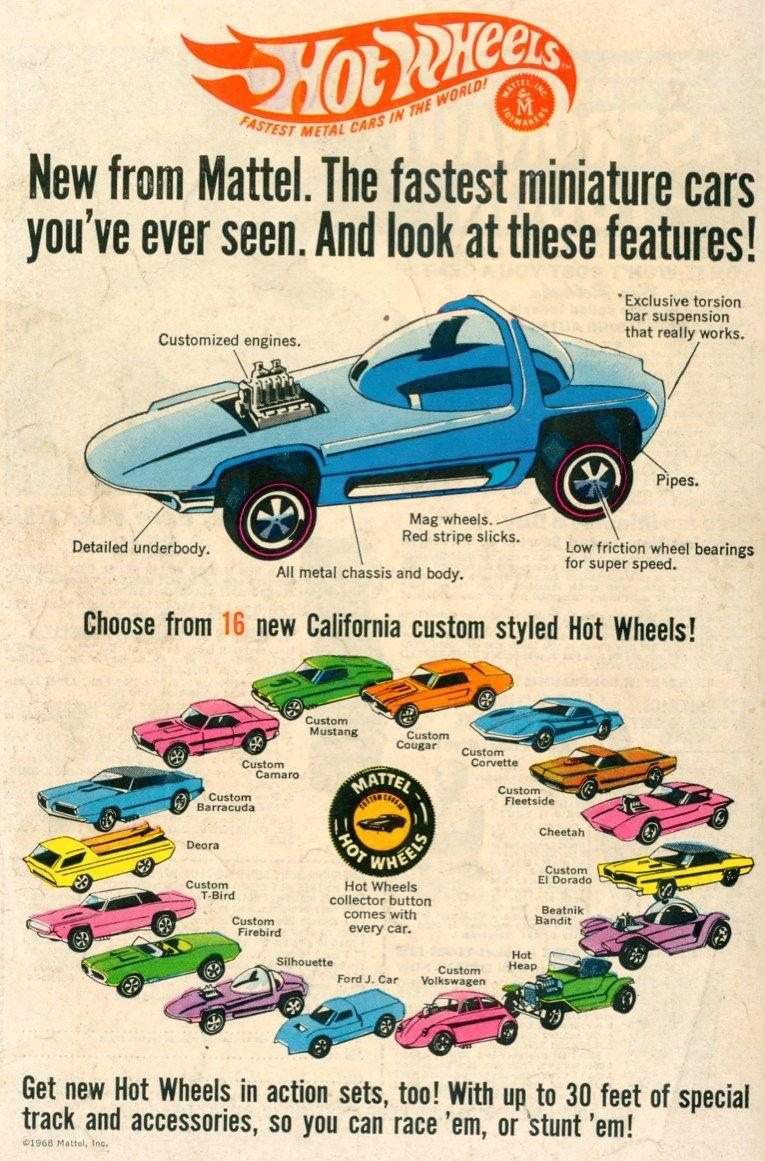 Hot Wheels™
FASTEST METAL CARS IN THE WORLD!
MATTEL, INC.
M
TOYMAKERS
New from Mattel. The fastest miniature cars
you've ever seen. And look at these features!
Customized engines.
*Exclusive torsion
bar suspension
that really works.
Pipes.
Mag wheels.
Red stripe slicks.
Detailed underbody.
Low friction wheel bearings
for super speed.
All metal chassis and body.
Choose from 16 new California custom styled Hot Wheels!
Custom
Mustang
Custom
Cougar
Custom
Camaro
Custom
Corvette
Custom
Barracuda
Custom
Fleetside
MATTEL
CUSTOM COUGAR
HOT WHEELS
Cheetah
Deora
Custom
El Dorado
Hot Wheels
collector button
comes with
every car.
Custom
T-Bird
Beatnik
Bandit
Custom
Firebird
Silhouette
Ford J. Car
Custom
Volkswagen
Hot
Heap
Get new Hot Wheels in action sets, too! With up to 30 feet of special
track and accessories, so you can race 'em, or stunt 'em!
©1968 Mattel, Inc.